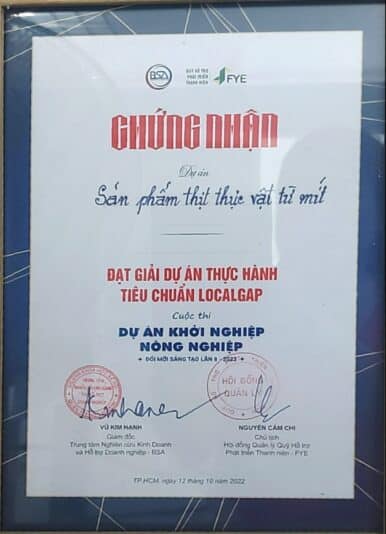 BSA
QUỸ HỖ TRỢ
PHÁT TRIỂN
THANH NIÊN
FYE
CHỨNG NHẬN
Dự án
Sản phẩm thịt thực vật từ mít
ĐẠT GIẢI DỰ ÁN THỰC HÀNH
TIÊU CHUẨN LOCALGAP
Cuộc thi
DỰ ÁN KHỞI NGHIỆP
NÔNG NGHIỆP
ĐỔI MỚI SÁNG TẠO LẦN 8 - 2022
HỘI ĐỒNG
QUẢN LÝ
VŨ KIM HẠNH
Giám đốc
Trung tâm Nghiên cứu Kinh Doanh
và Hỗ trợ Doanh nghiệp - BSA
NGUYỄN CẨM CHI
Chủ tịch
Hội đồng Quản lý Quỹ Hỗ trợ
Phát triển Thanh niên - FYE
TP.HCM, ngày 12 tháng 10 năm 2022